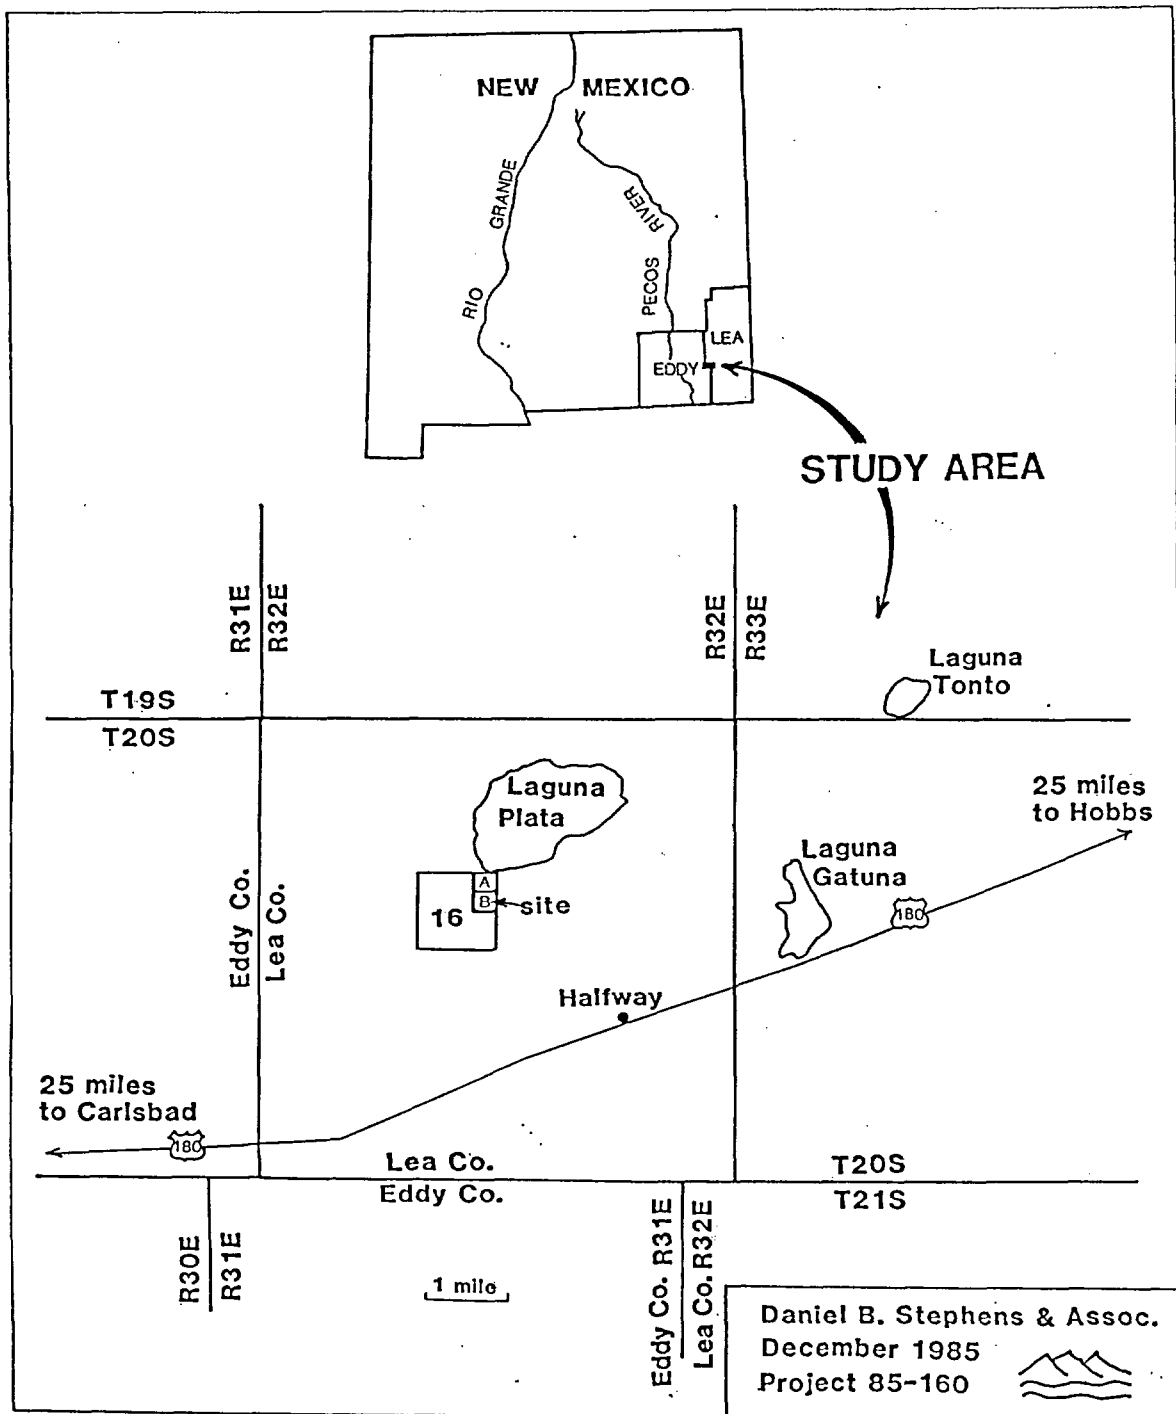 NEW MEXICO
RIO GRANDE
PECOS RIVER
LEA
EDDY
STUDY AREA
R31E
R32E
R32E
R33E
Laguna
Tonto
T19S
T20S
Laguna
Plata
25 miles
to Hobbs
Laguna
Gatuna
A
B
site
16
180
Eddy Co.
Lea Co.
Halfway
25 miles
to Carlsbad
180
Lea Co.
Eddy Co.
T20S
T21S
R30E
R31E
1 mile
Eddy Co. R31E
Lea Co. R32E
Daniel B. Stephens & Assoc.
December 1985
Project 85-160